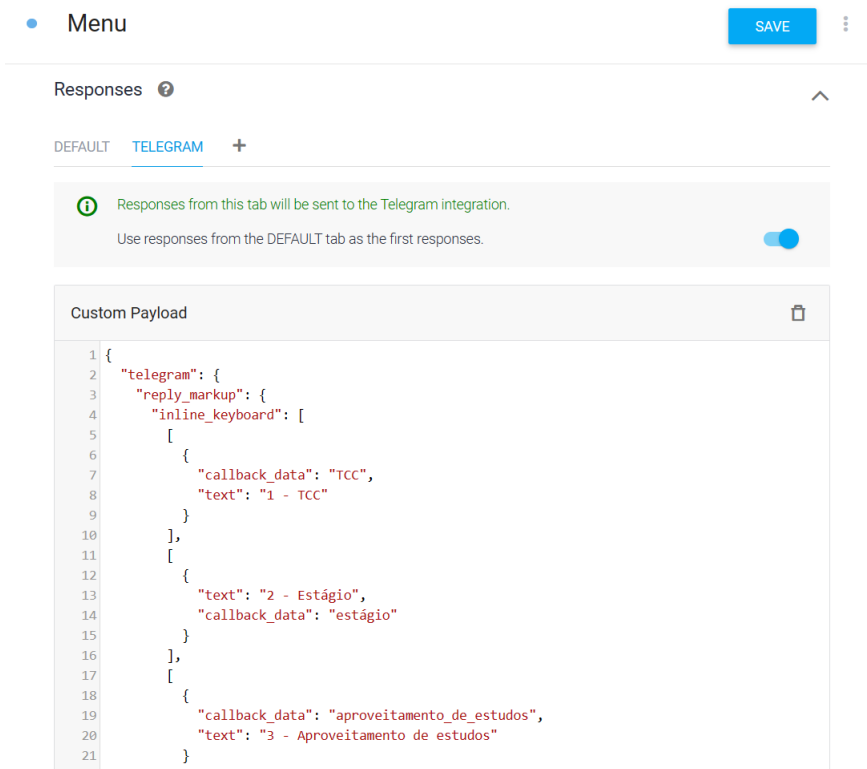 Menu
SAVE
Responses
DEFAULT TELEGRAM +
Responses from this tab will be sent to the Telegram integration.
Use responses from the DEFAULT tab as the first responses.
Custom Payload
1 {
2   "telegram": {
3     "reply_markup": {
4       "inline_keyboard": [
5         [
6           {
7             "callback_data": "TCC",
8             "text": "1 - TCC"
9           }
10         ],
11         [
12           {
13             "text": "2 - Estágio",
14             "callback_data": "estágio"
15           }
16         ],
17         [
18           {
19             "callback_data": "aproveitamento_de_estudos",
20             "text": "3 - Aproveitamento de estudos"
21           }